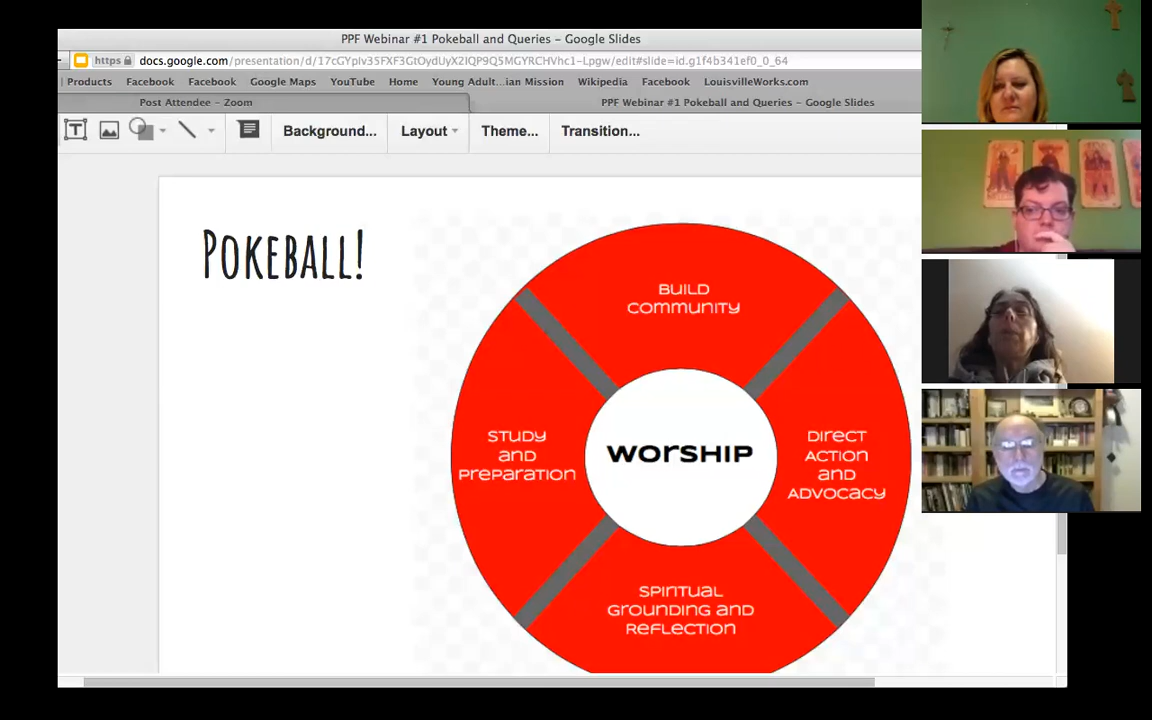 PPF Webinar #1 Pokeball and Queries – Google Slides
https docs.google.com/presentation/d/17cGYplv35FXF3GtOydUyX2IQP9Q5MGYRCHVhc1-Lpgw/edit#slide=id.g1f4b341ef0_0_64
Products Facebook Facebook Google Maps YouTube Home Young Adult...ian Mission Wikipedia Facebook LouisvilleWorks.com
Post Attendee – Zoom PPF Webinar #1 Pokeball and Queries – Google Slides
Background... Layout Theme... Transition...
POKEBALL!
BUILD
COMMUNITY
STUDY
AND
PREPARATION
WORSHIP
DIRECT
ACTION
AND
ADVOCACY
SPIRITUAL
GROUNDING AND
REFLECTION